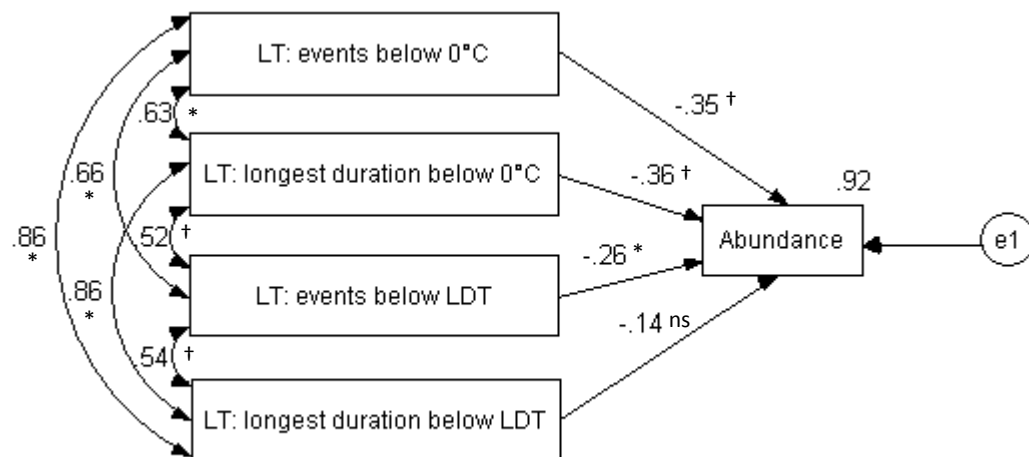 LT: events below 0°C
-.35 †
.63 *
LT: longest duration below 0°C
-.36 †
.92
.66
*
Abundance
e1
.86
*
.52 †
-.26 *
.86
*
LT: events below LDT
-.14 ns
.54 †
LT: longest duration below LDT